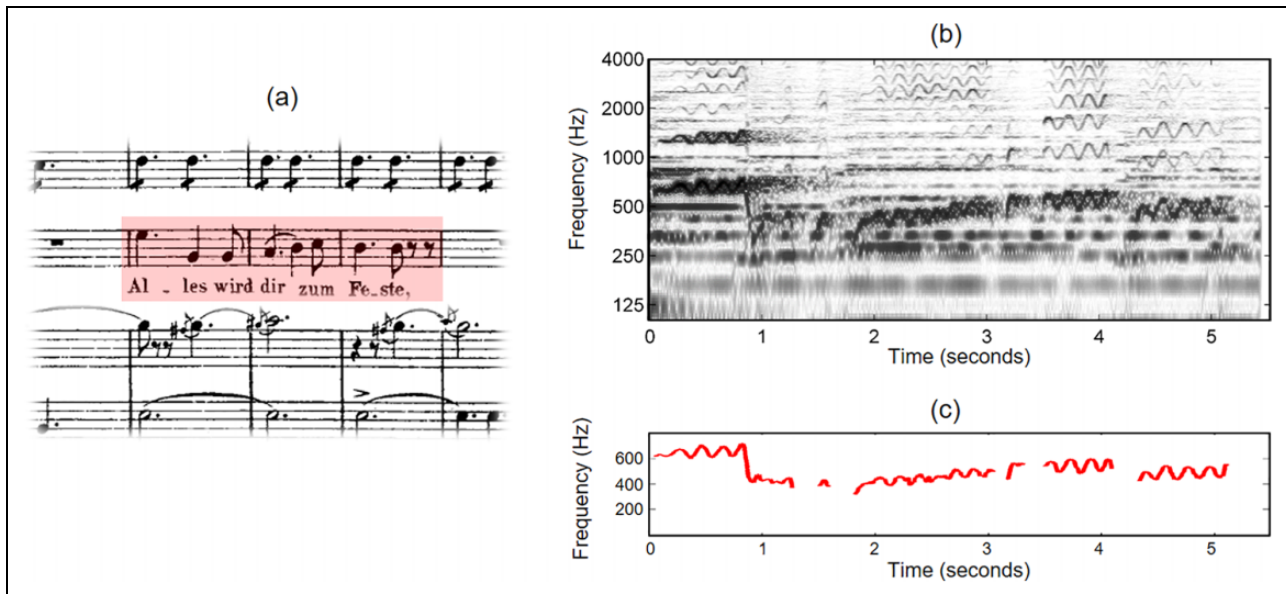 (a)
Al - les wird dir zum Fe-ste,
(b)
Frequency (Hz)
4000
2000
1000
500
250
125
0 1 2 3 4 5
Time (seconds)
(c)
Frequency (Hz)
600
400
200
0 1 2 3 4 5
Time (seconds)